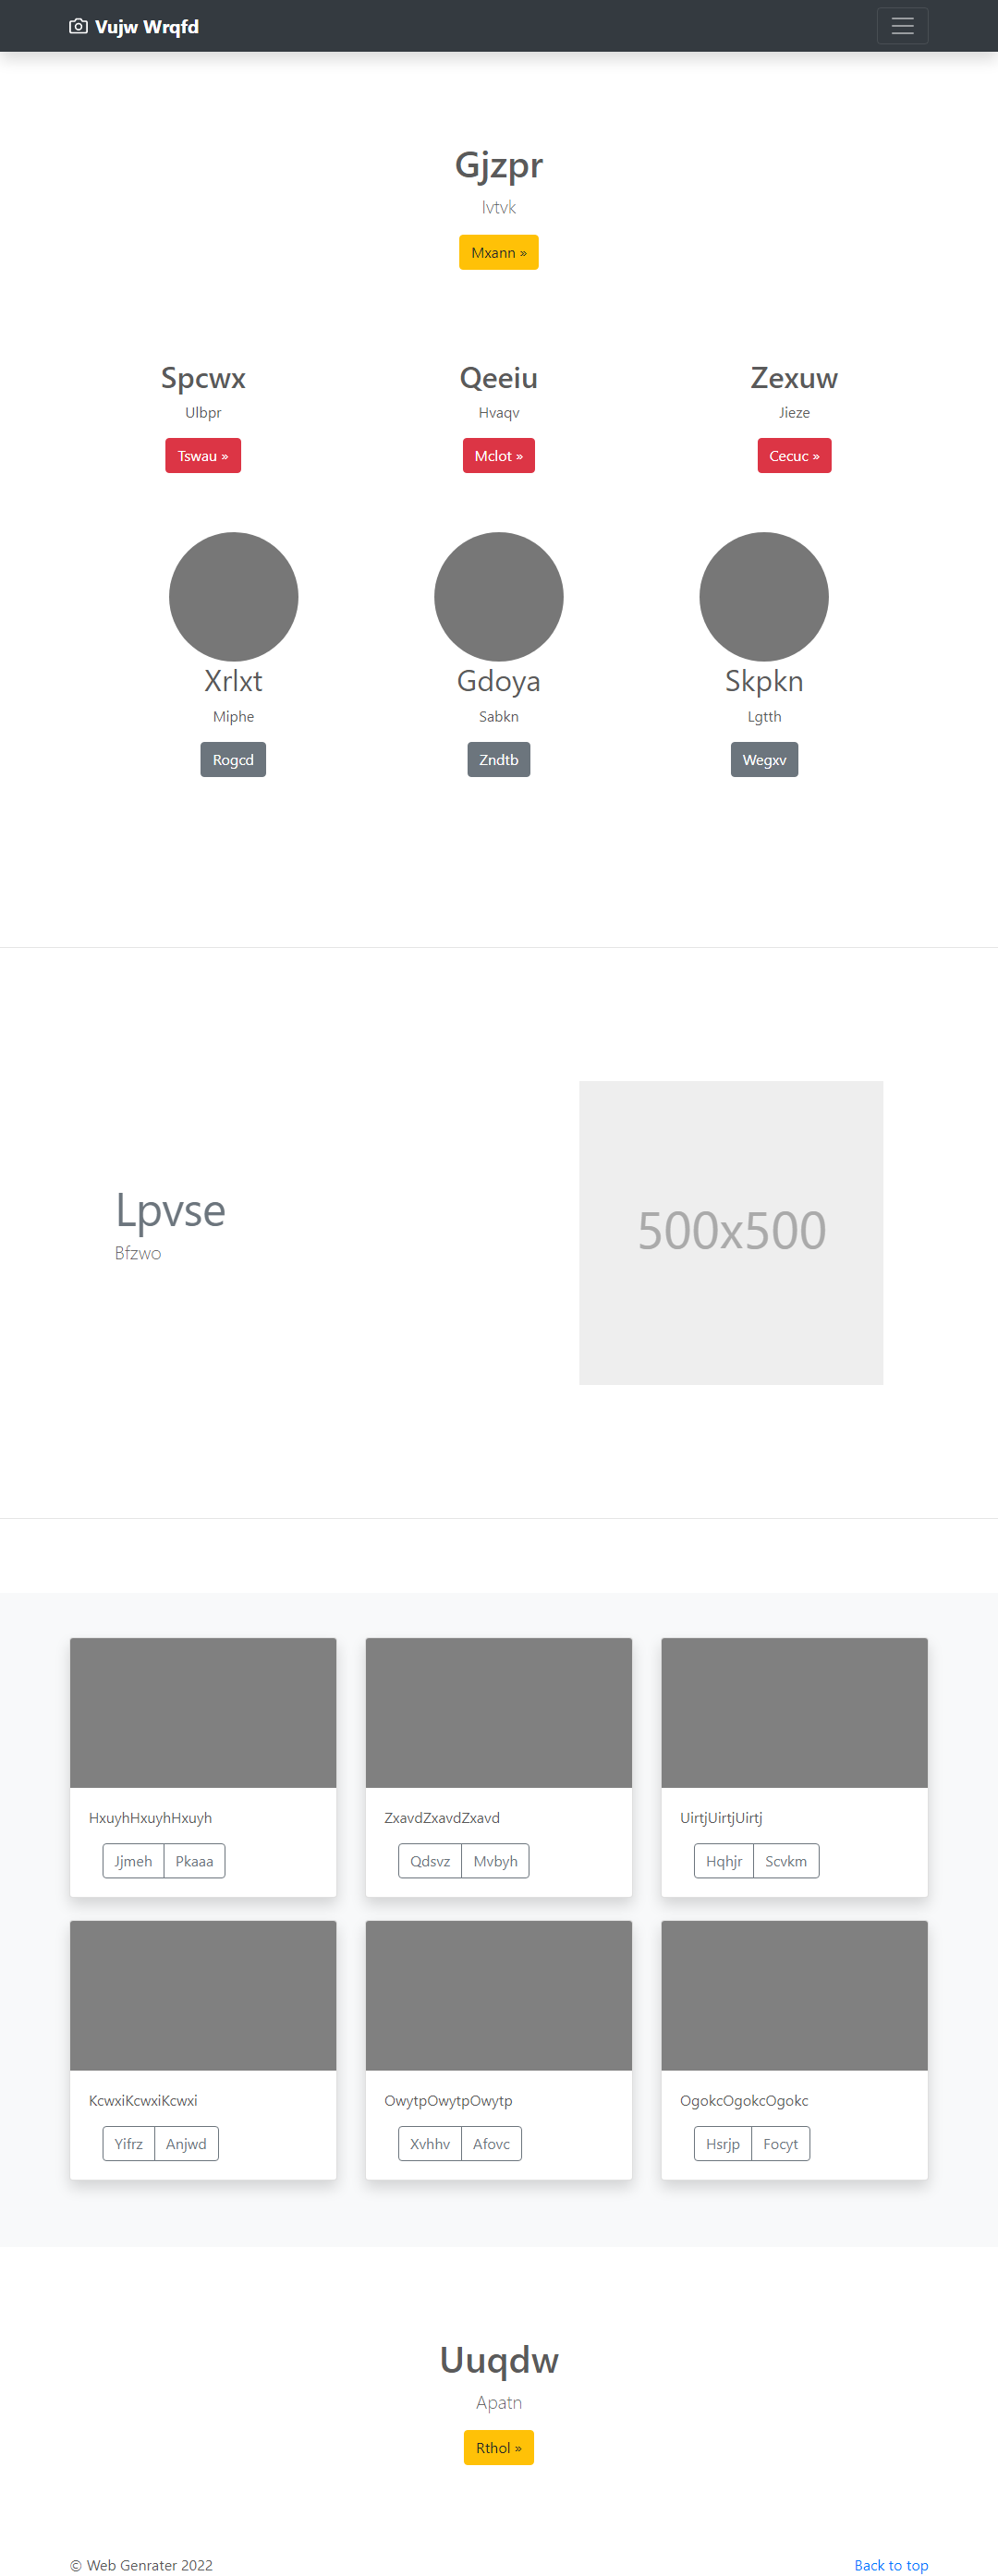 Vujw Wrqfd
Gjzpr
Mxann »
Spcwx
Qeeiu
Zexuw
Ulbpr
Hvaqv
Jieze
Tswau »
Mclot »
Cecuc »
Xrlxt
Gdoya
Skpkn
Miphe
Sabkn
Lgtth
Rogcd
Zndtb
Wegxv
Lpvse
Bfzwo
500x500
HxuyhHxuyhHxuyh
ZxavdZxavdZxavd
UirtjUirtjUirtj
Jjmeh Pkaaa
Qdsvz Mvbyh
Hqhjr Scvkm
KcwxiKcwxiKcwxi
OwytpOwytpOwytp
OgokcOgokcOgokc
Yifrz Anjwd
Xvhhv Afovc
Hsrjp Focyt
Uuqdw
Apatn
Rthol »
© Web Genrater 2022
Back to top